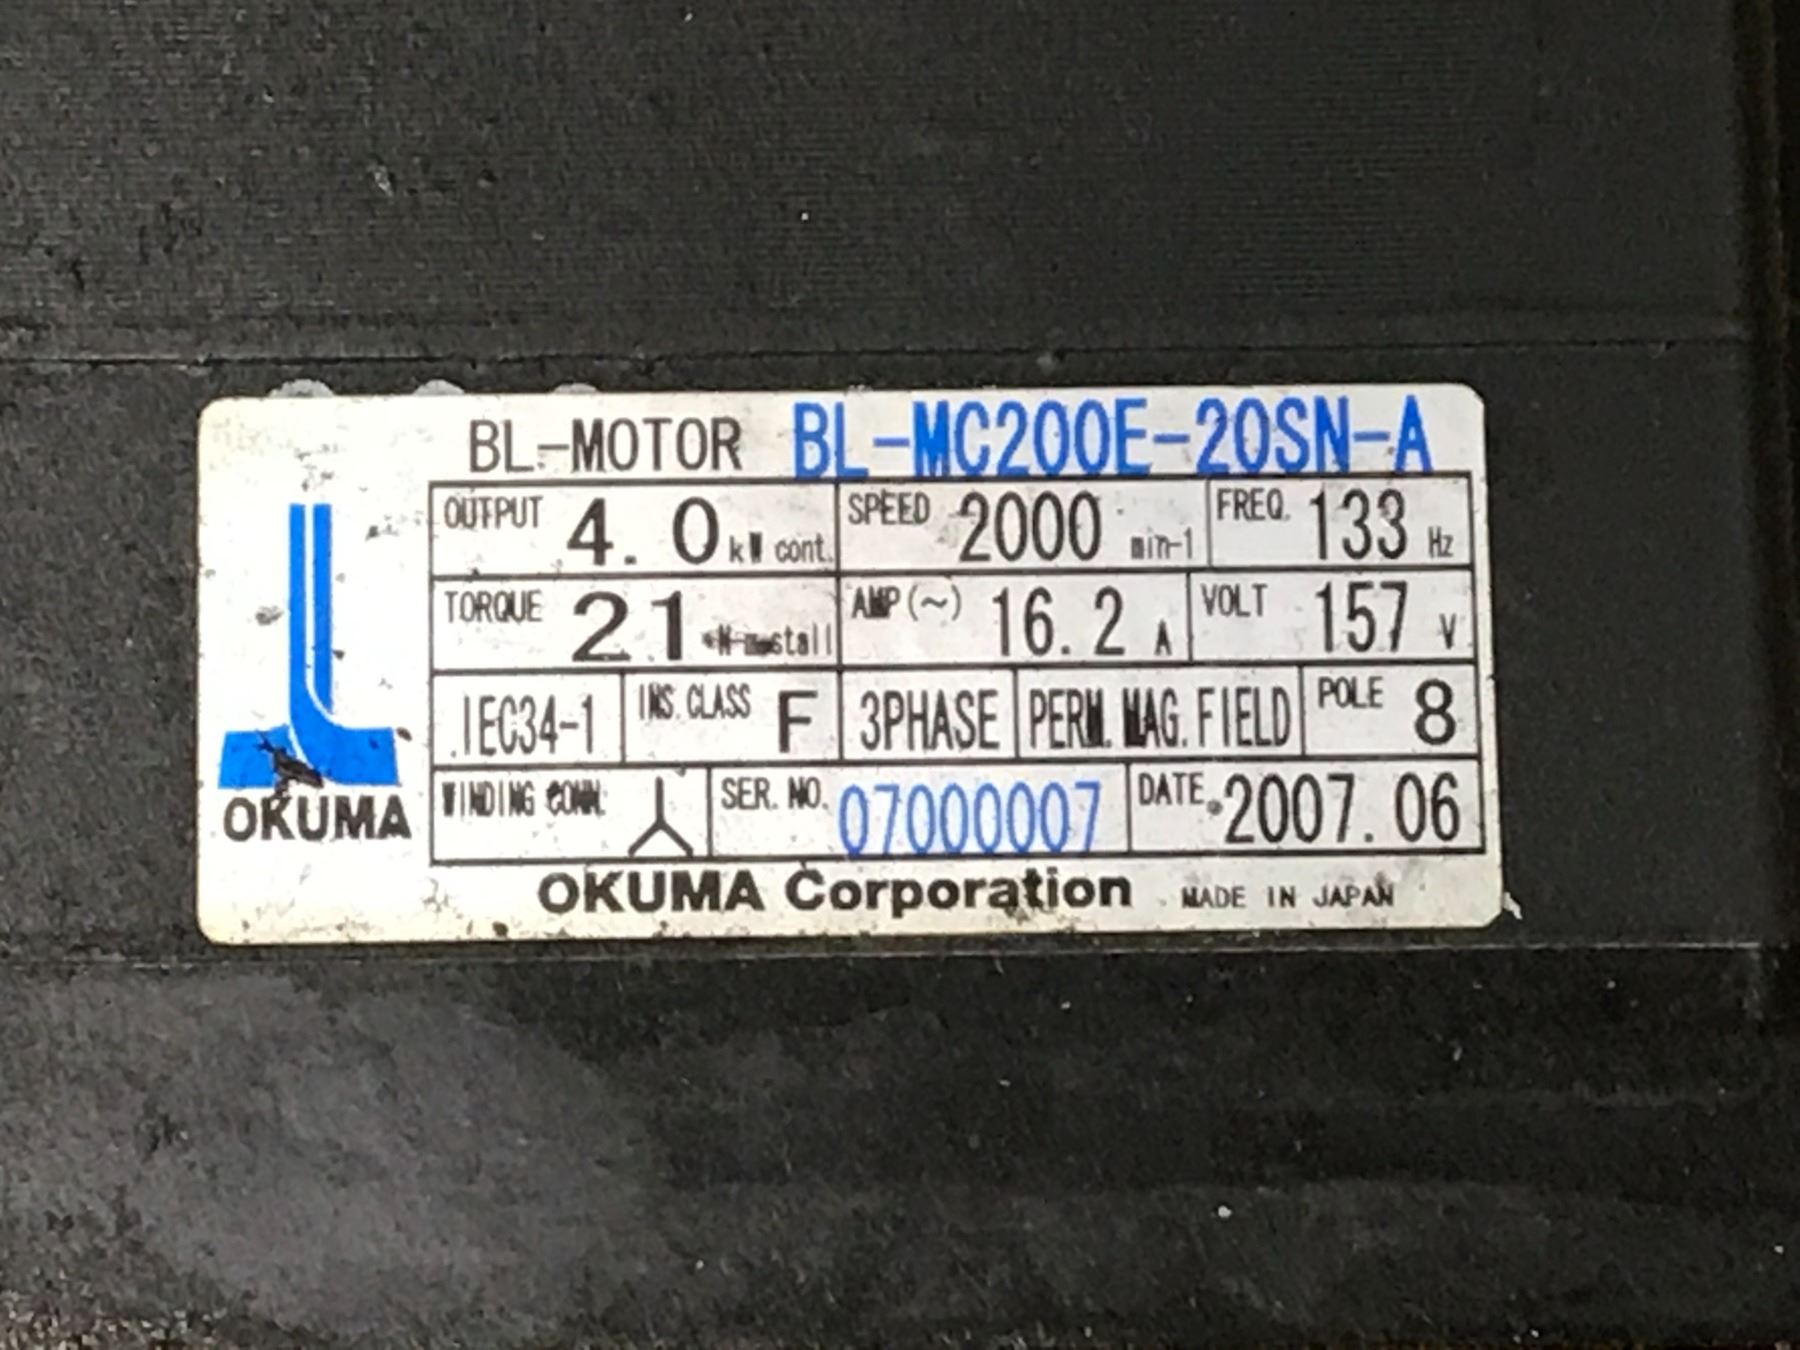 BL-MOTOR BL-MC200E-20SN-A
OUTPUT 4.0 kW cont. SPEED 2000 min-1 FREQ. 133 Hz
TORQUE 21 N-m stall AMP(~) 16.2 A VOLT 157 V
IEC34-1 INS. CLASS F 3PHASE PERM. MAG. FIELD POLE 8
WINDING CONN. SER. NO. 07000007 DATE 2007.06
OKUMA
OKUMA Corporation MADE IN JAPAN